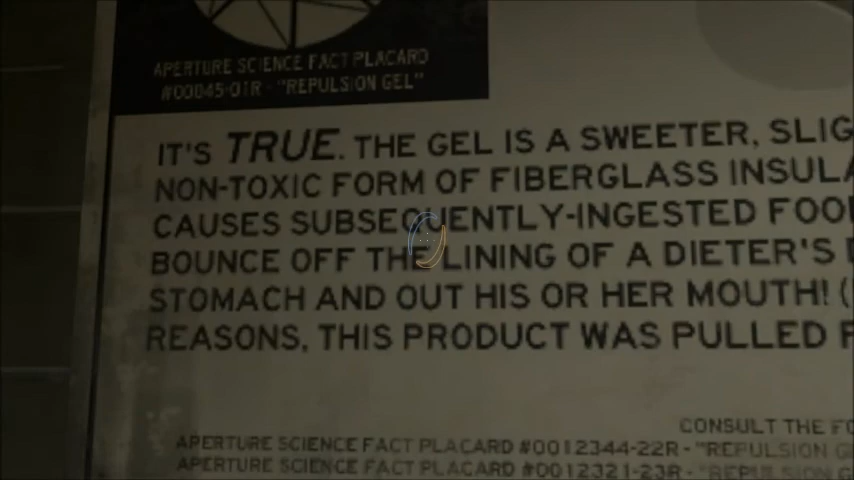 APERTURE SCIENCE FACT PLACARD
#00045-01R - "REPULSION GEL"
IT'S TRUE. THE GEL IS A SWEETER, SLIG
NON-TOXIC FORM OF FIBERGLASS INSULA
CAUSES SUBSEQUENTLY-INGESTED FOO
BOUNCE OFF THE LINING OF A DIETER'S D
STOMACH AND OUT HIS OR HER MOUTH! (
REASONS, THIS PRODUCT WAS PULLED F
CONSULT THE FO
APERTURE SCIENCE FACT PLACARD #0012344-22R - "REPULSION GE
APERTURE SCIENCE FACT PLACARD #0012321-23R - "REPULSION G